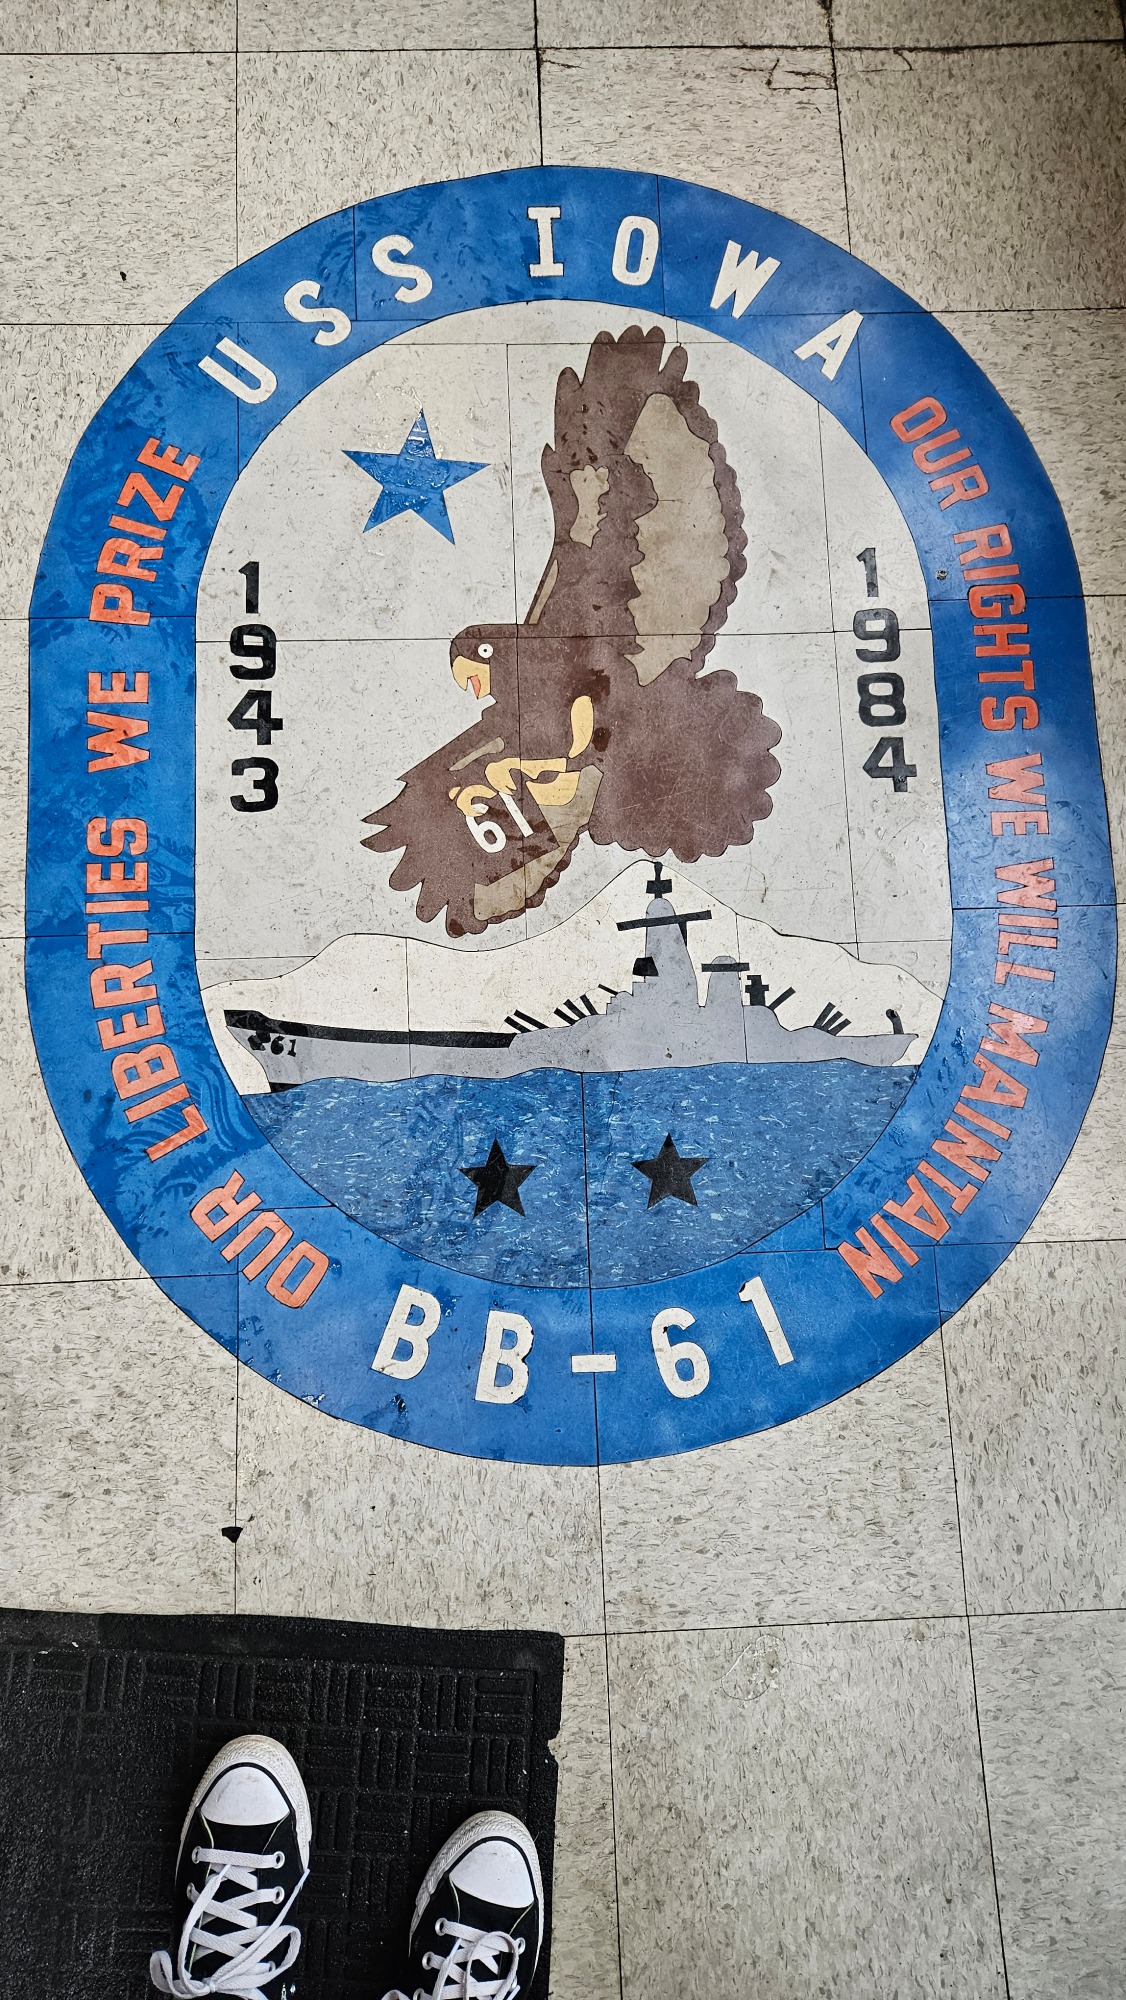 USS IOWA
OUR LIBERTIES WE PRIZE
OUR RIGHTS WE WILL MAINTAIN
1943
1984
61
61
BB-61